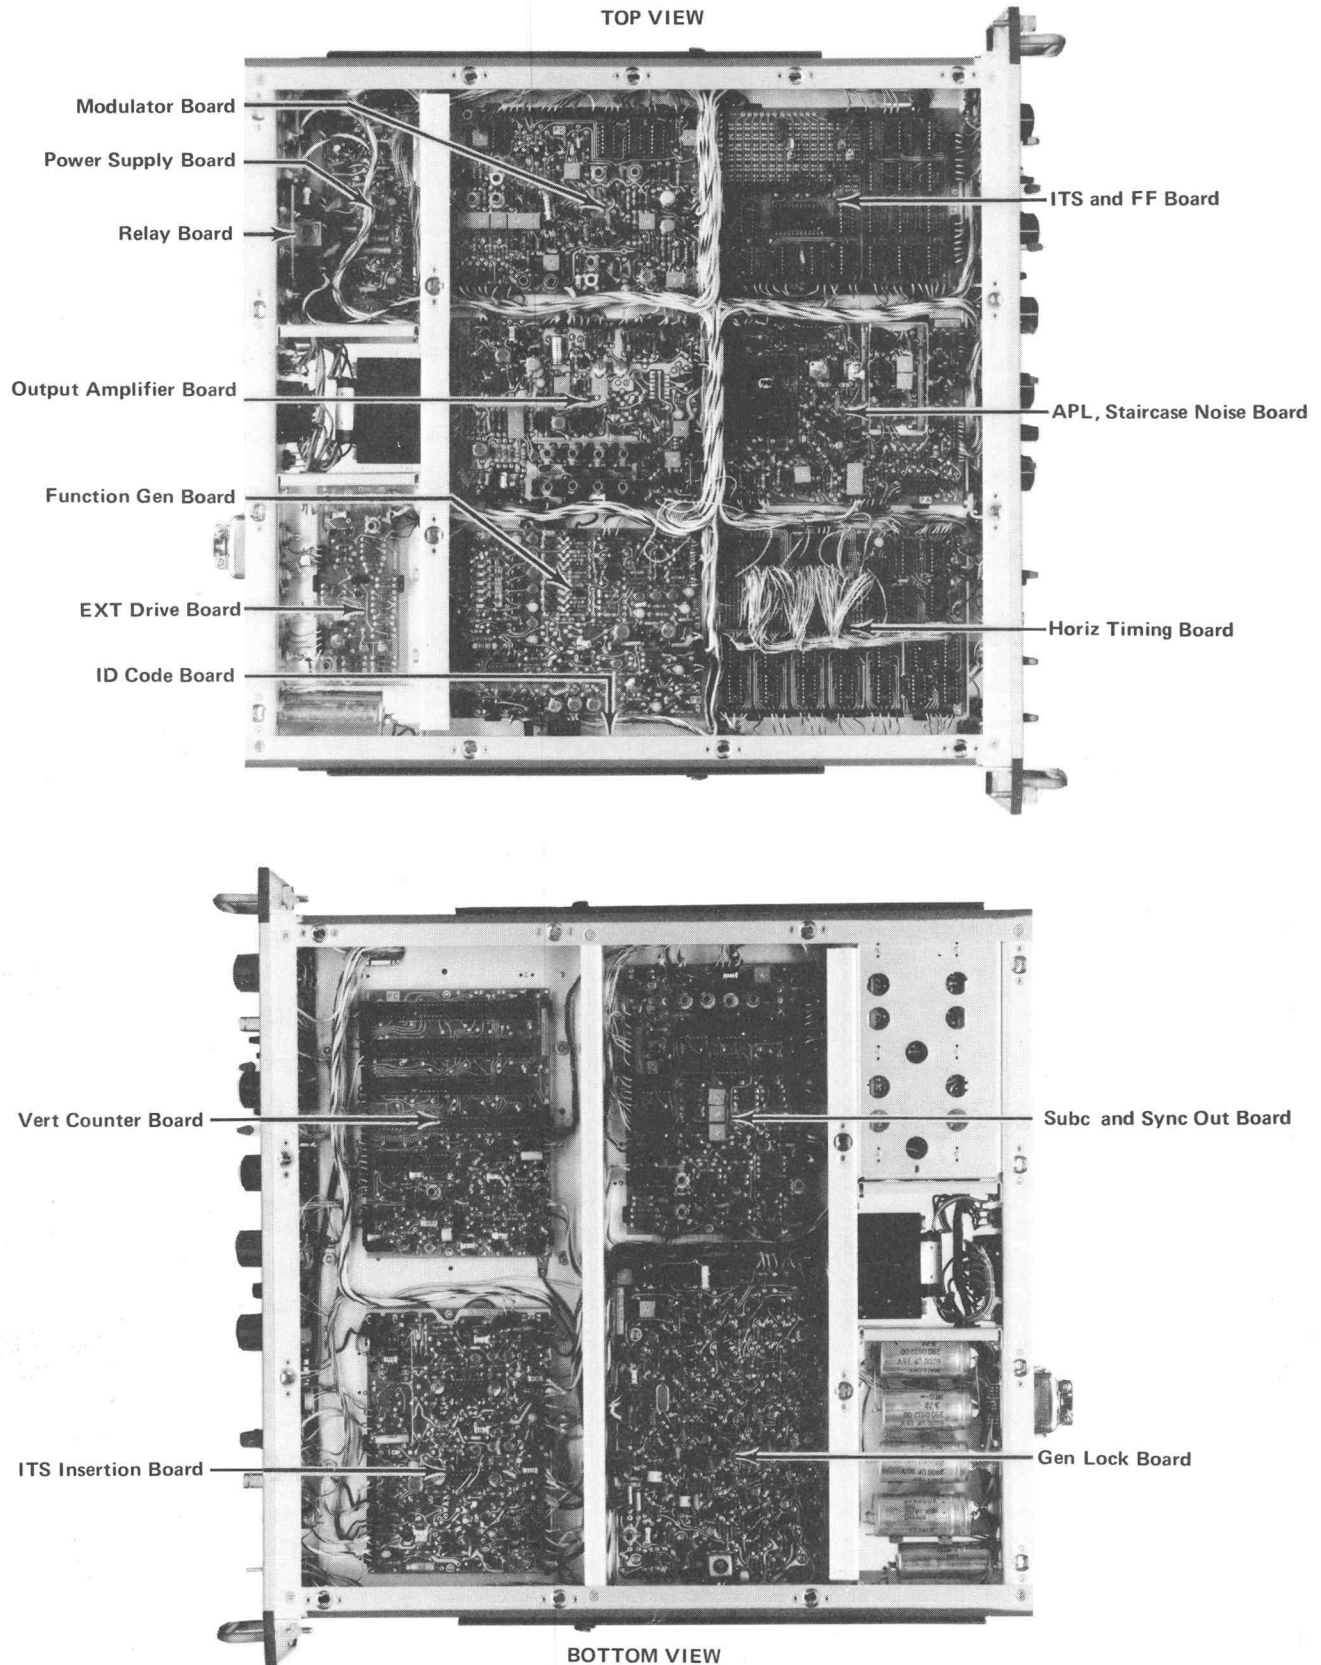 TOP VIEW
Modulator Board
Power Supply Board
Relay Board
ITS and FF Board
Output Amplifier Board
APL, Staircase Noise Board
Function Gen Board
EXT Drive Board
Horiz Timing Board
ID Code Board
Vert Counter Board
Subc and Sync Out Board
ITS Insertion Board
Gen Lock Board
BOTTOM VIEW